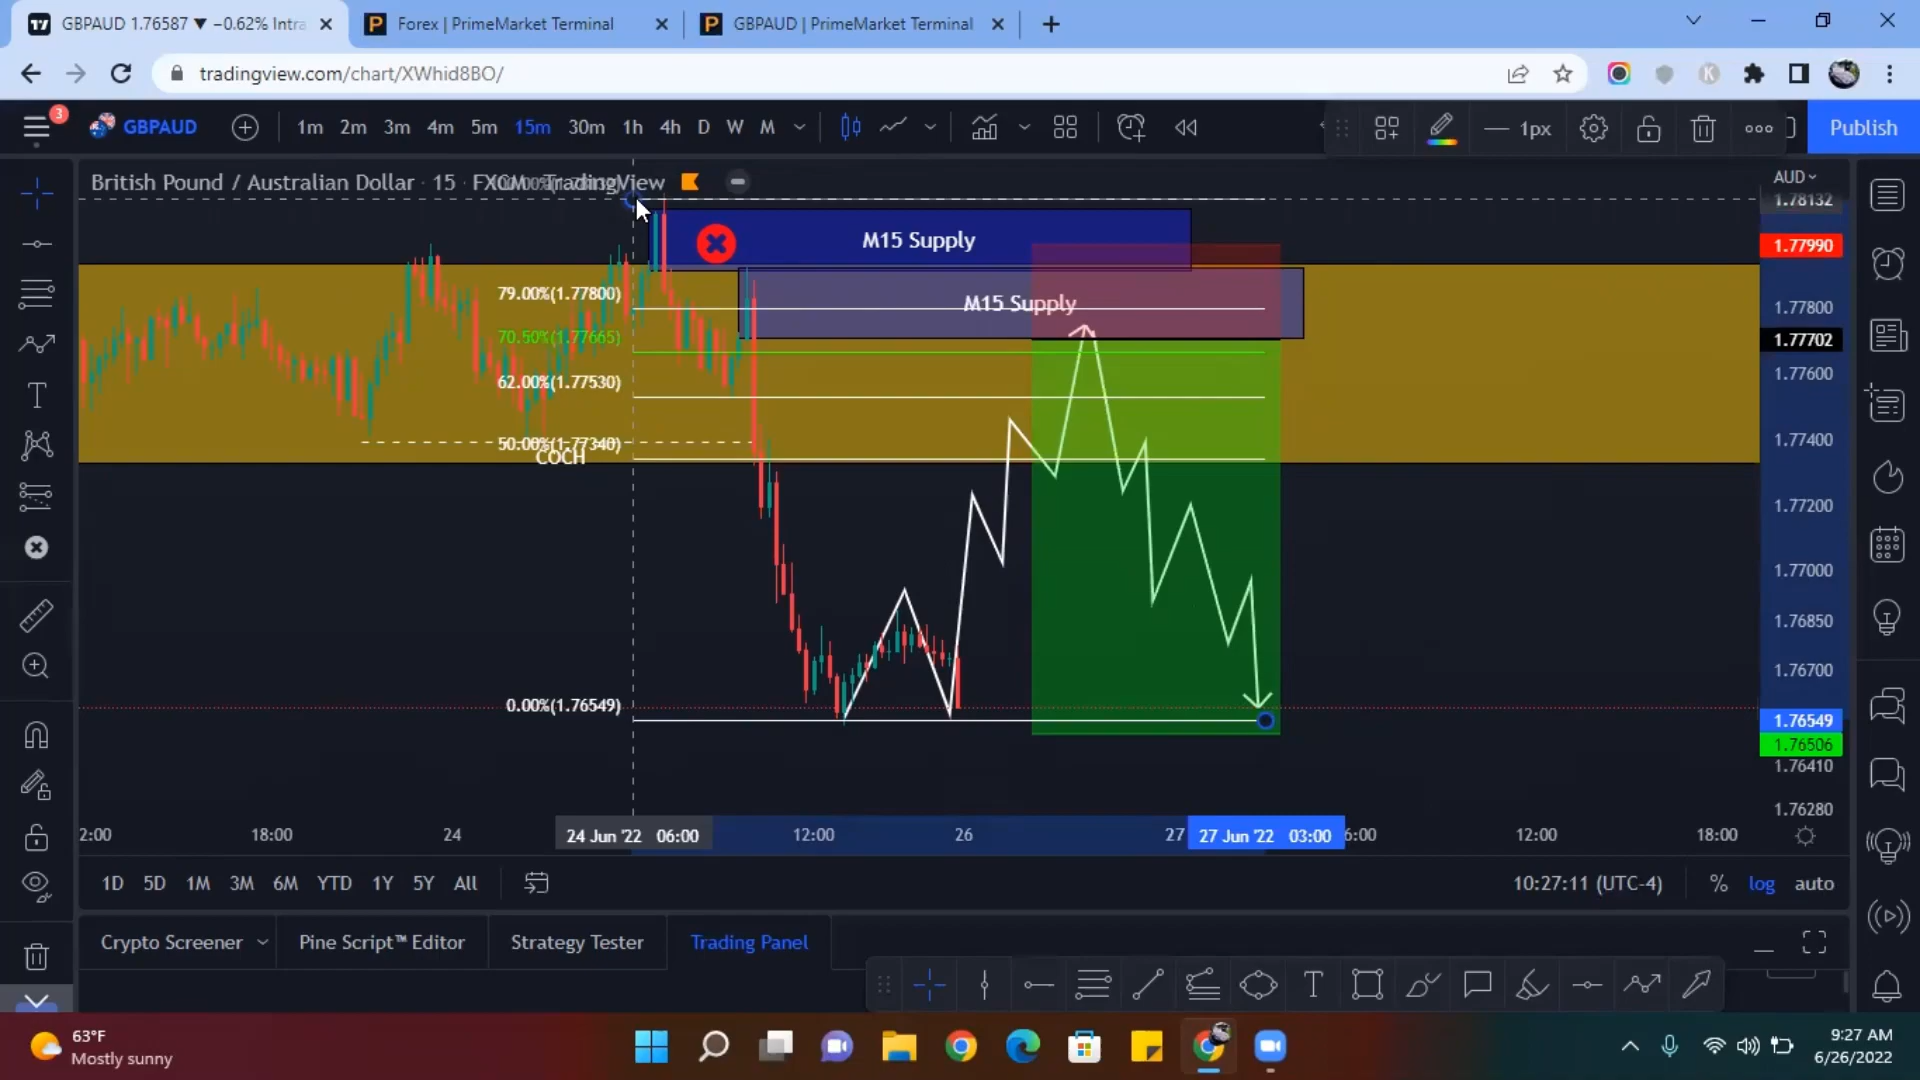 GBPAUD 1.76587 ▼ −0.62% Intra
Forex | PrimeMarket Terminal
GBPAUD | PrimeMarket Terminal
tradingview.com/chart/XWhid8BO/
3
GBPAUD
1m 2m 3m 4m 5m 15m 30m 1h 4h D W M
1px
Publish
British Pound / Australian Dollar · 15 · FXCM · TradingView
AUD
1.78132
M15 Supply
1.77990
79.00%(1.77800)
M15 Supply
1.77800
70.50%(1.77665)
1.77702
62.00%(1.77530)
1.77600
50.00%(1.77340)
1.77400
COCH
1.77200
1.77000
1.76850
1.76700
0.00%(1.76549)
1.76549
1.76506
1.76410
1.76280
2:00 18:00 24 24 Jun '22 06:00 12:00 26 27 27 Jun '22 03:00 6:00 12:00 18:00
1D 5D 1M 3M 6M YTD 1Y 5Y All
10:27:11 (UTC-4) % log auto
Crypto Screener Pine Script™ Editor Strategy Tester Trading Panel
63°F
Mostly sunny
9:27 AM
6/26/2022